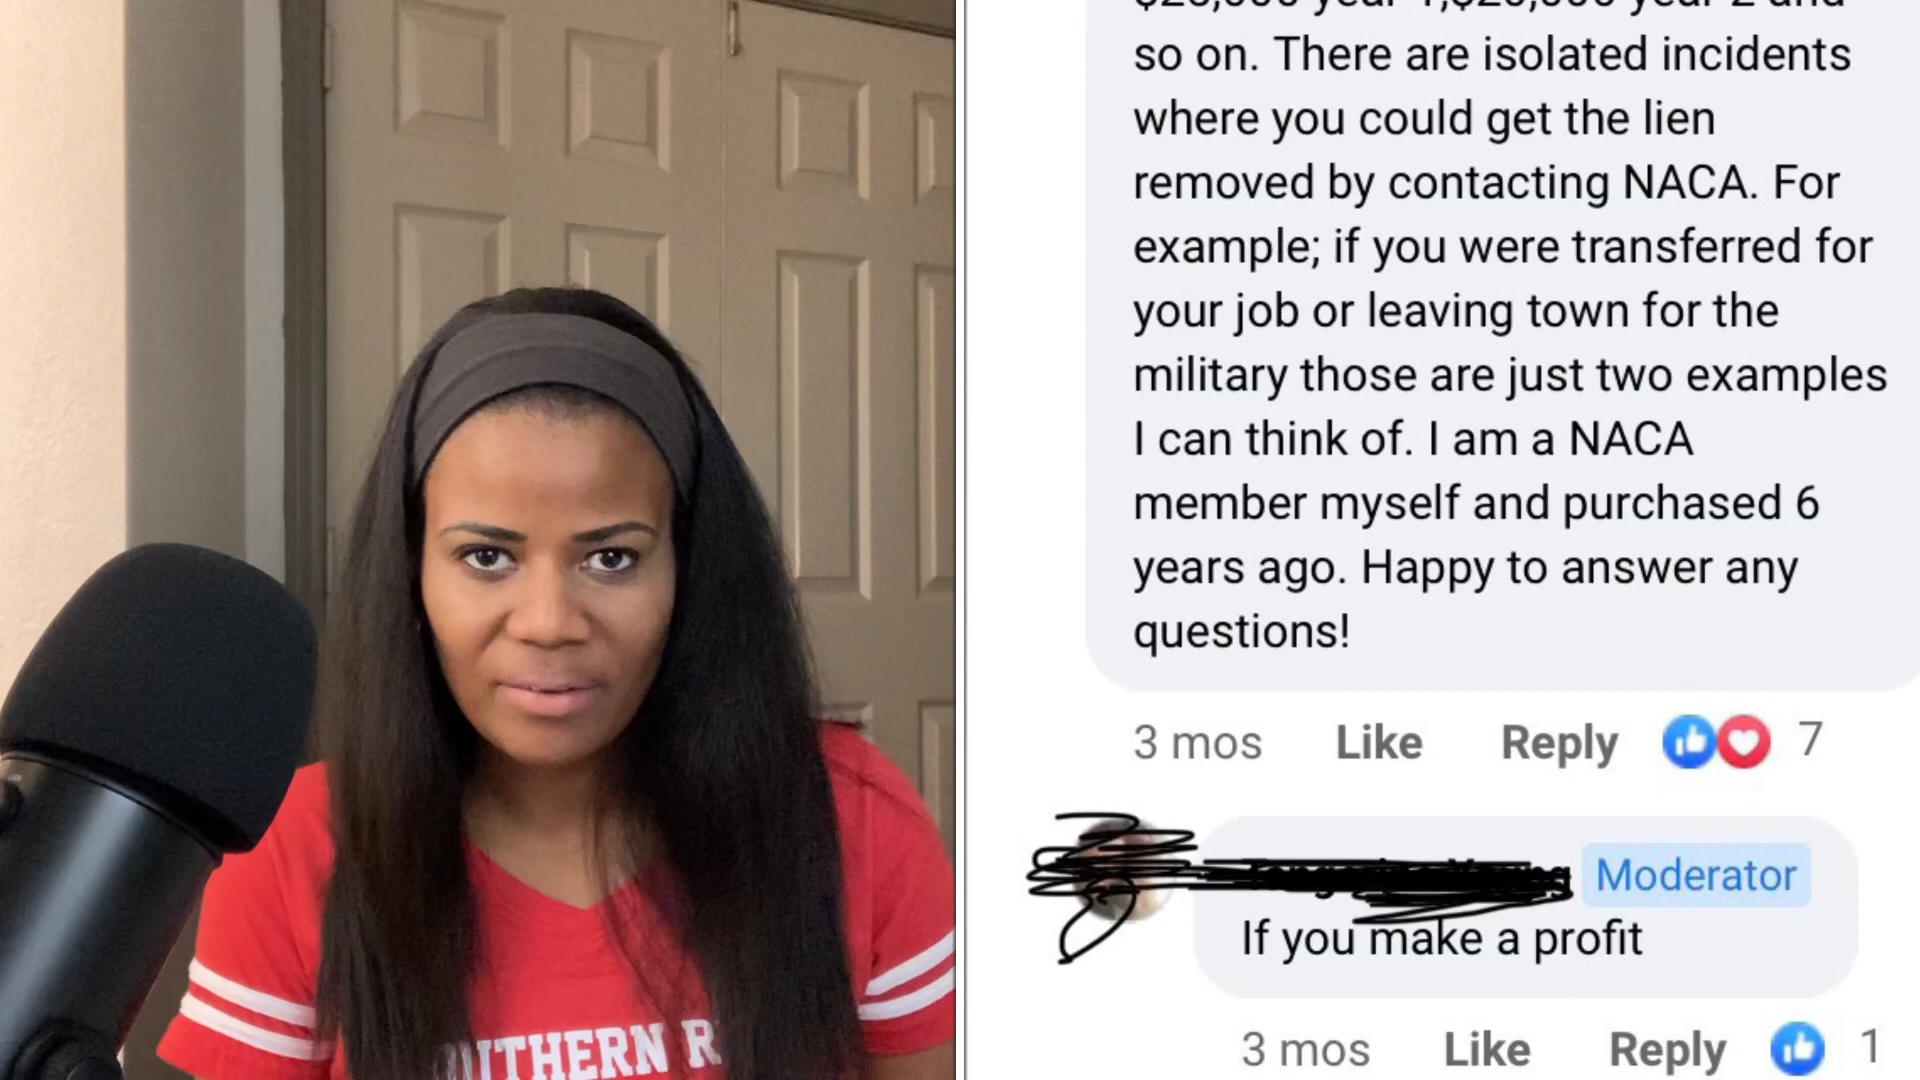 so on. There are isolated incidents
where you could get the lien
removed by contacting NACA. For
example; if you were transferred for
your job or leaving town for the
military those are just two examples
I can think of. I am a NACA
member myself and purchased 6
years ago. Happy to answer any
questions!
3 mos Like Reply 7
Moderator
If you make a profit
3 mos Like Reply 1
UTHERN R